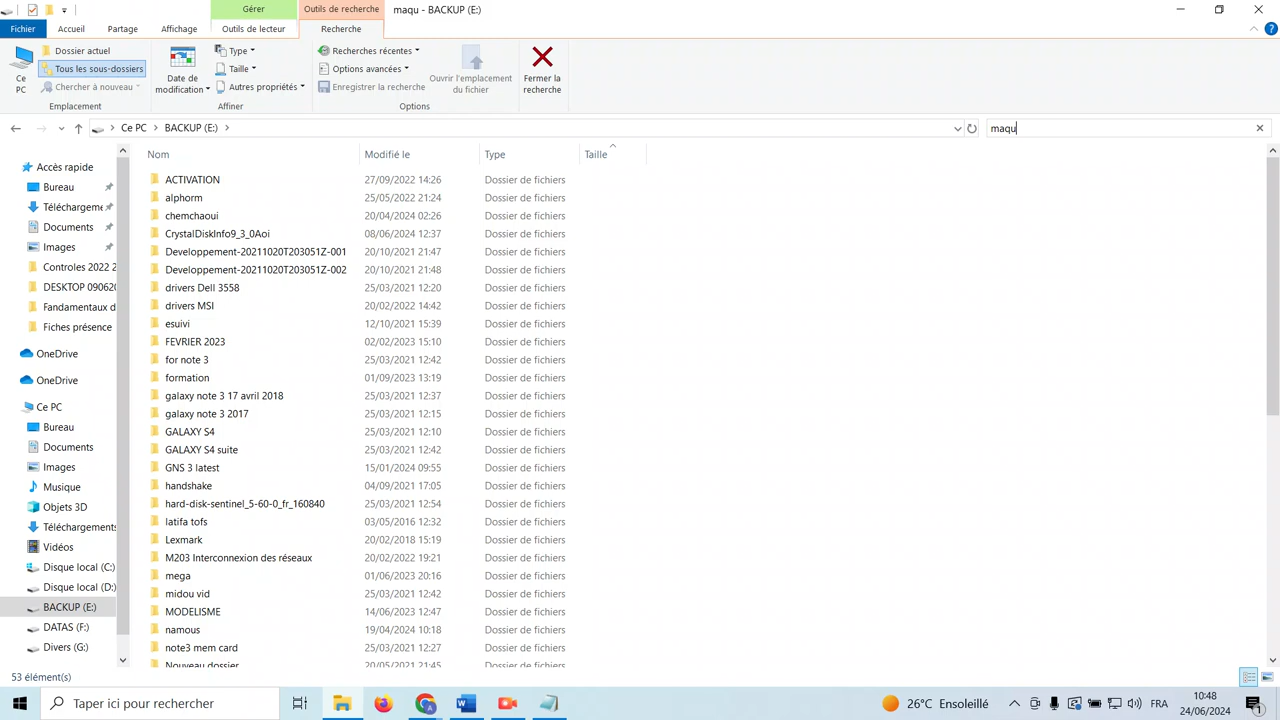 Gérer
Outils de recherche
maqu - BACKUP (E:)
Fichier
Accueil
Partage
Affichage
Outils de lecteur
Recherche
Ce PC
Dossier actuel
Tous les sous-dossiers
Chercher à nouveau
Emplacement
Date de modification
Type
Taille
Autres propriétés
Affiner
Recherches récentes
Options avancées
Enregistrer la recherche
Ouvrir l'emplacement du fichier
Options
Fermer la recherche
Ce PC
BACKUP (E:)
maqu
Accès rapide
Bureau
Téléchargeme
Documents
Images
Controles 2022 2
DESKTOP 090620
Fandamentaux d
Fiches présence
OneDrive
OneDrive
Ce PC
Bureau
Documents
Images
Musique
Objets 3D
Téléchargements
Vidéos
Disque local (C:)
Disque local (D:)
BACKUP (E:)
DATAS (F:)
Divers (G:)
Nom Modifié le Type Taille
ACTIVATION 27/09/2022 14:26 Dossier de fichiers
alphorm 25/05/2022 21:24 Dossier de fichiers
chemchaoui 20/04/2024 02:26 Dossier de fichiers
CrystalDiskInfo9_3_0Aoi 08/06/2024 12:37 Dossier de fichiers
Developpement-20211020T203051Z-001 20/10/2021 21:47 Dossier de fichiers
Developpement-20211020T203051Z-002 20/10/2021 21:48 Dossier de fichiers
drivers Dell 3558 25/03/2021 12:20 Dossier de fichiers
drivers MSI 20/02/2022 14:42 Dossier de fichiers
esuivi 12/10/2021 15:39 Dossier de fichiers
FEVRIER 2023 02/02/2023 15:10 Dossier de fichiers
for note 3 25/03/2021 12:42 Dossier de fichiers
formation 01/09/2023 13:19 Dossier de fichiers
galaxy note 3 17 avril 2018 25/03/2021 12:37 Dossier de fichiers
galaxy note 3 2017 25/03/2021 12:15 Dossier de fichiers
GALAXY S4 25/03/2021 12:10 Dossier de fichiers
GALAXY S4 suite 25/03/2021 12:42 Dossier de fichiers
GNS 3 latest 15/01/2024 09:55 Dossier de fichiers
handshake 04/09/2021 17:05 Dossier de fichiers
hard-disk-sentinel_5-60-0_fr_160840 25/03/2021 12:54 Dossier de fichiers
latifa tofs 03/05/2016 12:32 Dossier de fichiers
Lexmark 20/02/2018 15:19 Dossier de fichiers
M203 Interconnexion des réseaux 20/02/2022 19:21 Dossier de fichiers
mega 01/06/2023 20:16 Dossier de fichiers
midou vid 25/03/2021 12:42 Dossier de fichiers
MODELISME 14/06/2023 12:47 Dossier de fichiers
namous 19/04/2024 10:18 Dossier de fichiers
note3 mem card 25/03/2021 12:27 Dossier de fichiers
Nouveau dossier 20/05/2021 21:45 Dossier de fichiers
53 élément(s)
Taper ici pour rechercher
26°C Ensoleillé
FRA
10:48
24/06/2024
1